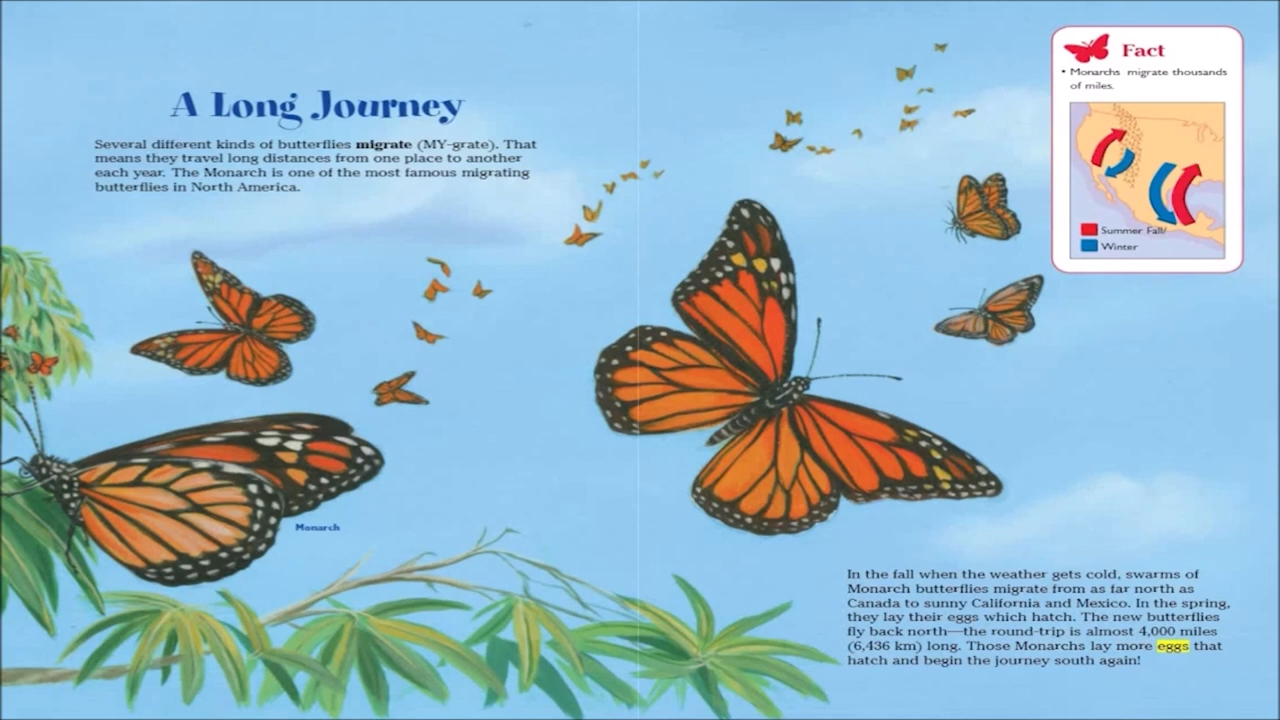 A Long Journey
Several different kinds of butterflies migrate (MY-grate). That
means they travel long distances from one place to another
each year. The Monarch is one of the most famous migrating
butterflies in North America.
Fact
• Monarchs migrate thousands
of miles.
Summer Fall/
Winter
Monarch
In the fall when the weather gets cold, swarms of
Monarch butterflies migrate from as far north as
Canada to sunny California and Mexico. In the spring,
they lay their eggs which hatch. The new butterflies
fly back north—the round-trip is almost 4,000 miles
(6,436 km) long. Those Monarchs lay more eggs that
hatch and begin the journey south again!